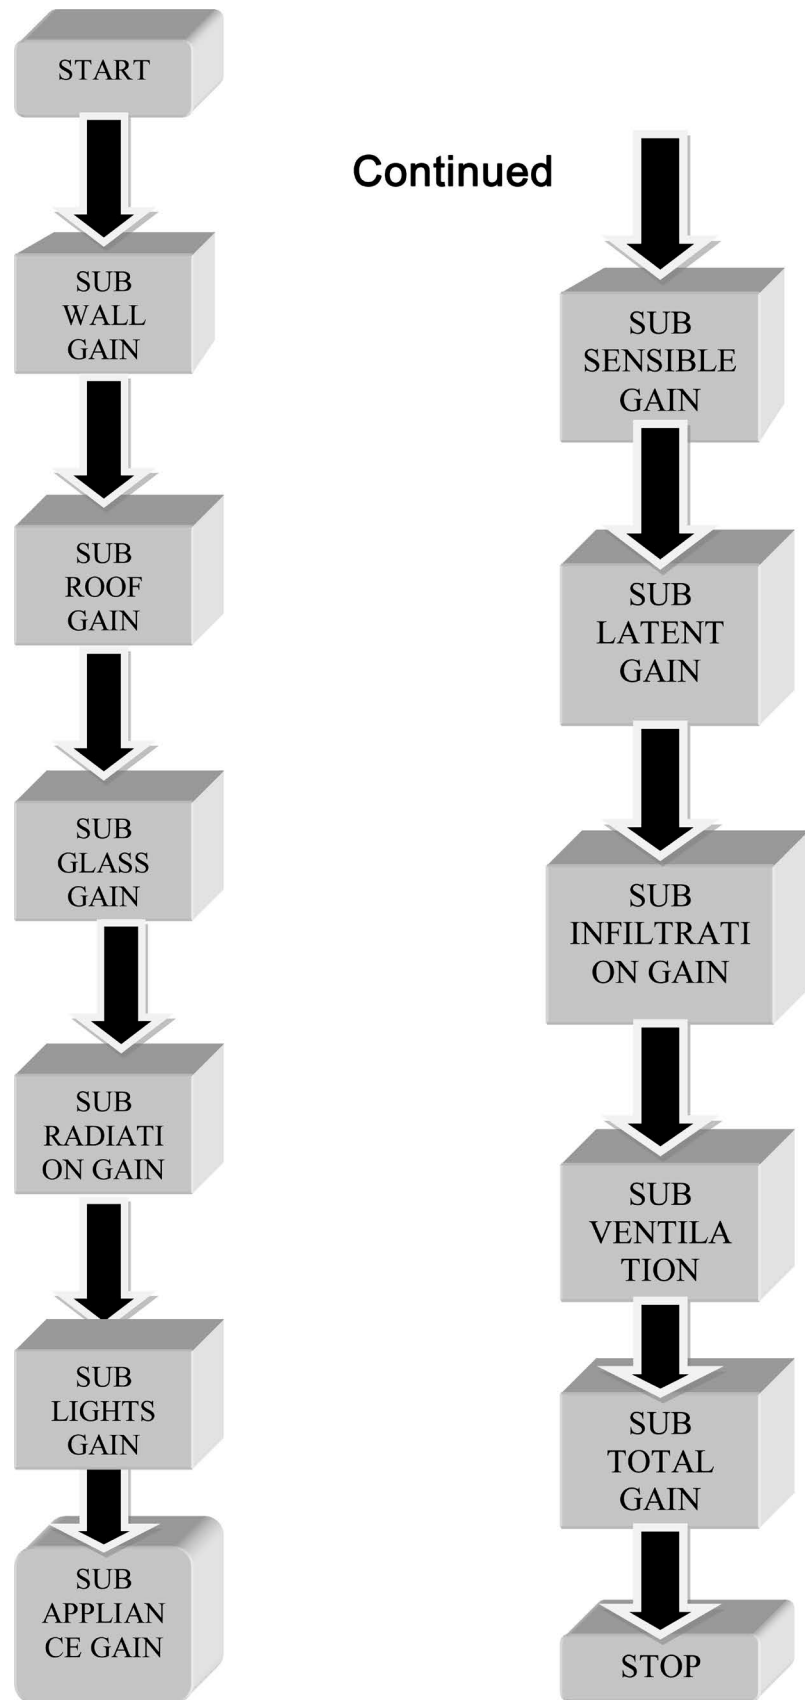 START
SUB
WALL
GAIN
SUB
ROOF
GAIN
SUB
GLASS
GAIN
SUB
RADIATI
ON GAIN
SUB
LIGHTS
GAIN
SUB
APPLIAN
CE GAIN
Continued
SUB
SENSIBLE
GAIN
SUB
LATENT
GAIN
SUB
INFILTRATI
ON GAIN
SUB
VENTILA
TION
SUB
TOTAL
GAIN
STOP